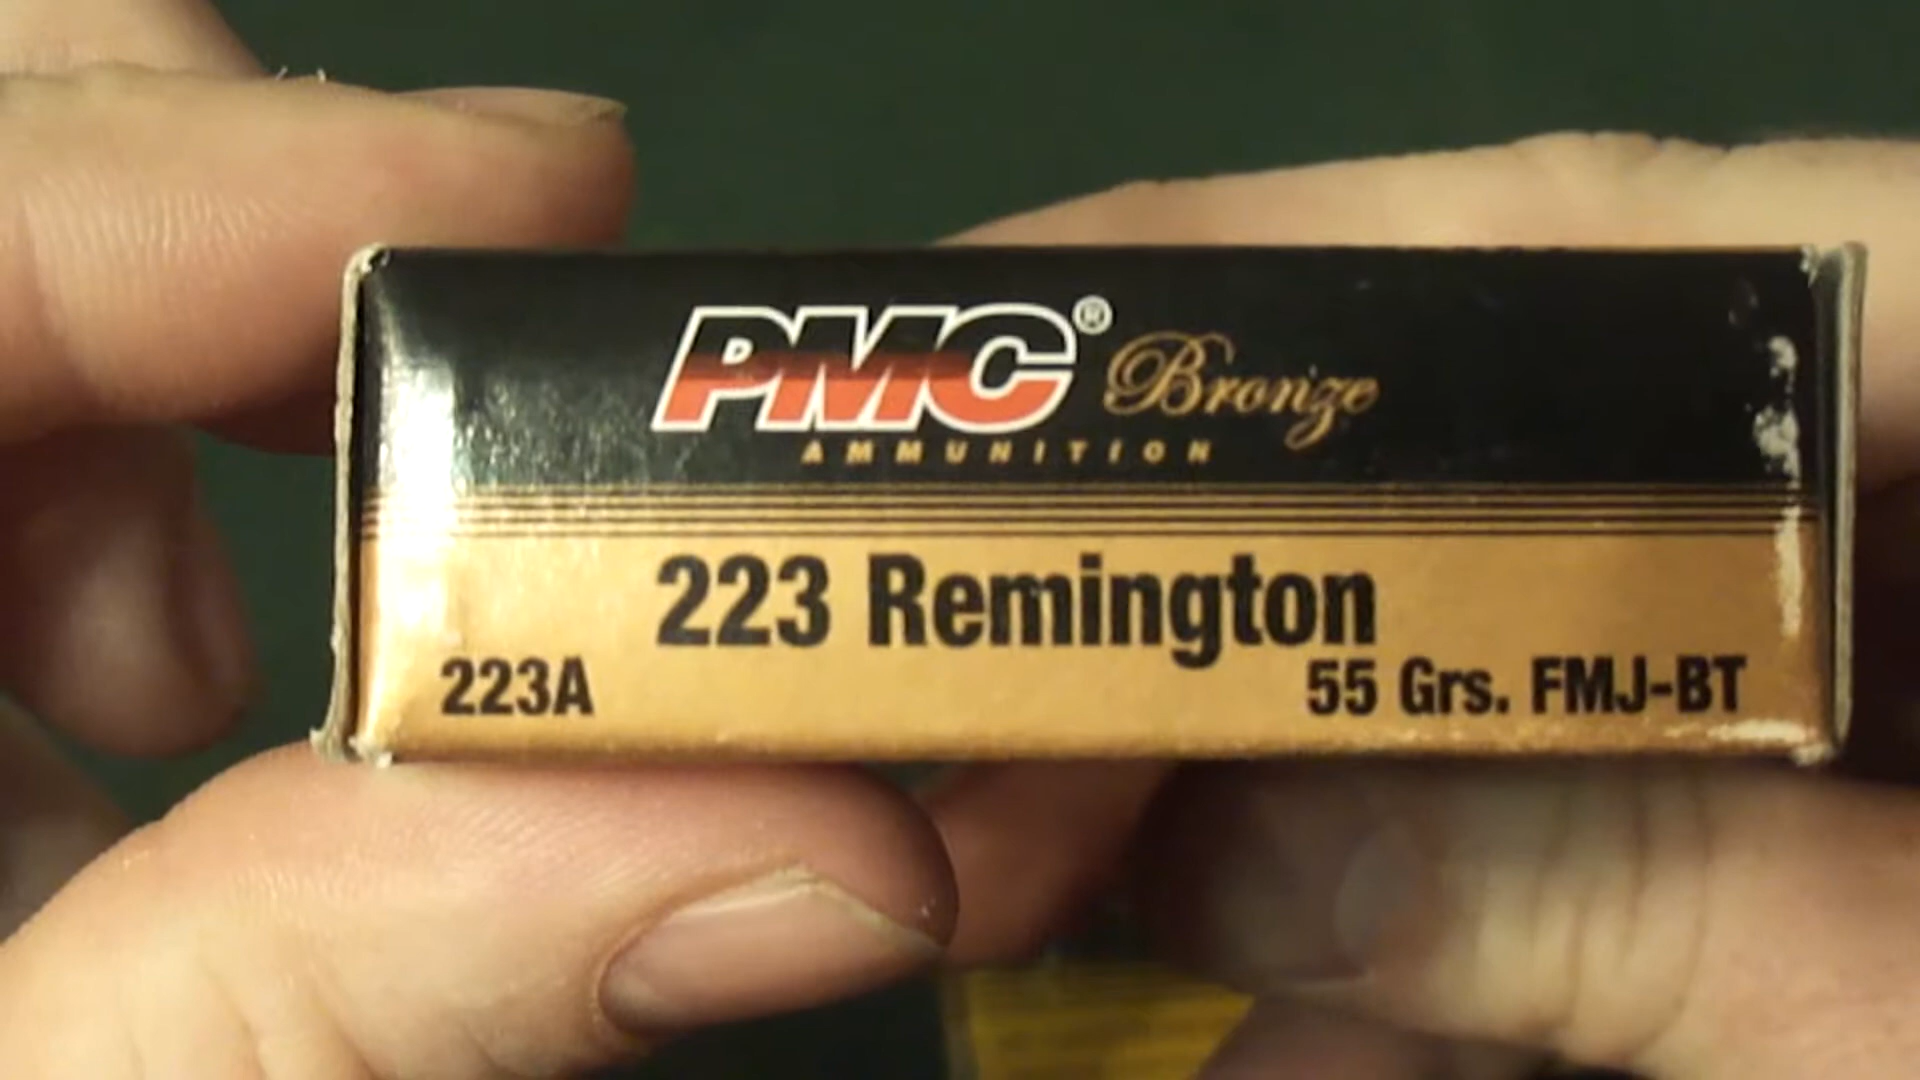 PMC® Bronze
AMMUNITION
223 Remington
223A 55 Grs. FMJ-BT